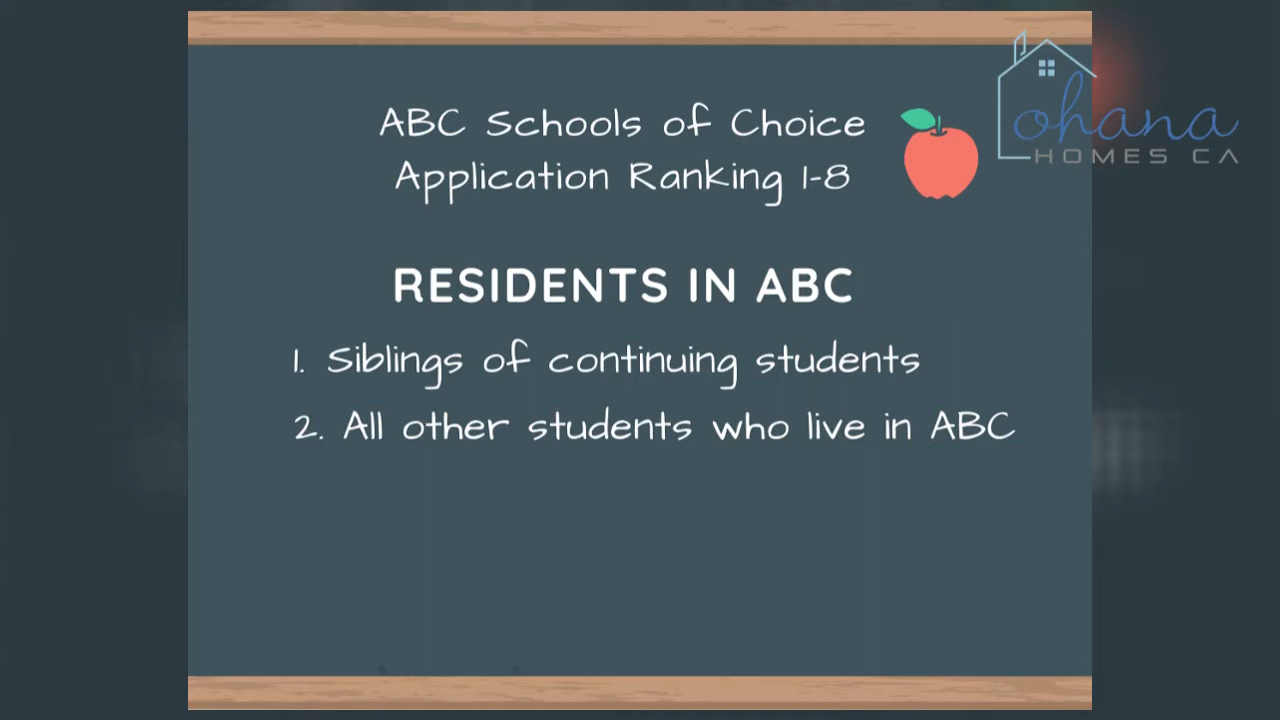 ABC Schools of Choice
Application Ranking 1-8
ohana
HOMES CA
RESIDENTS IN ABC
1. Siblings of continuing students
2. All other students who live in ABC